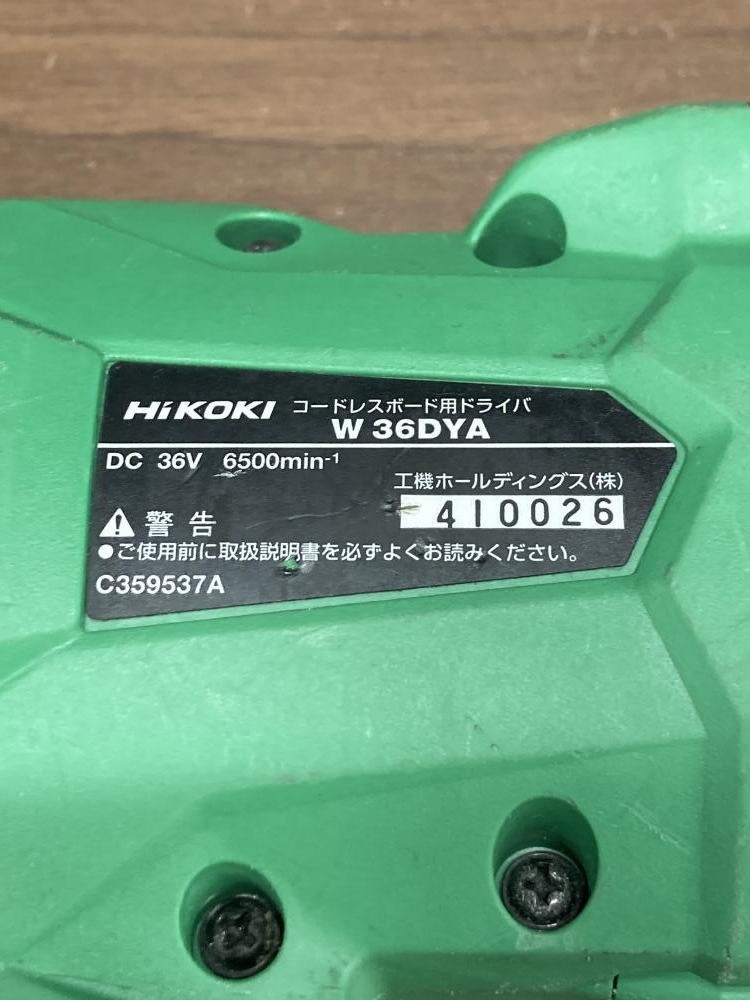 HiKOKI コードレスボード用ドライバ
W 36DYA
DC 36V 6500min-1
工機ホールディングス(株)
410026
警告
●ご使用前に取扱説明書を必ずよくお読みください。
C359537A